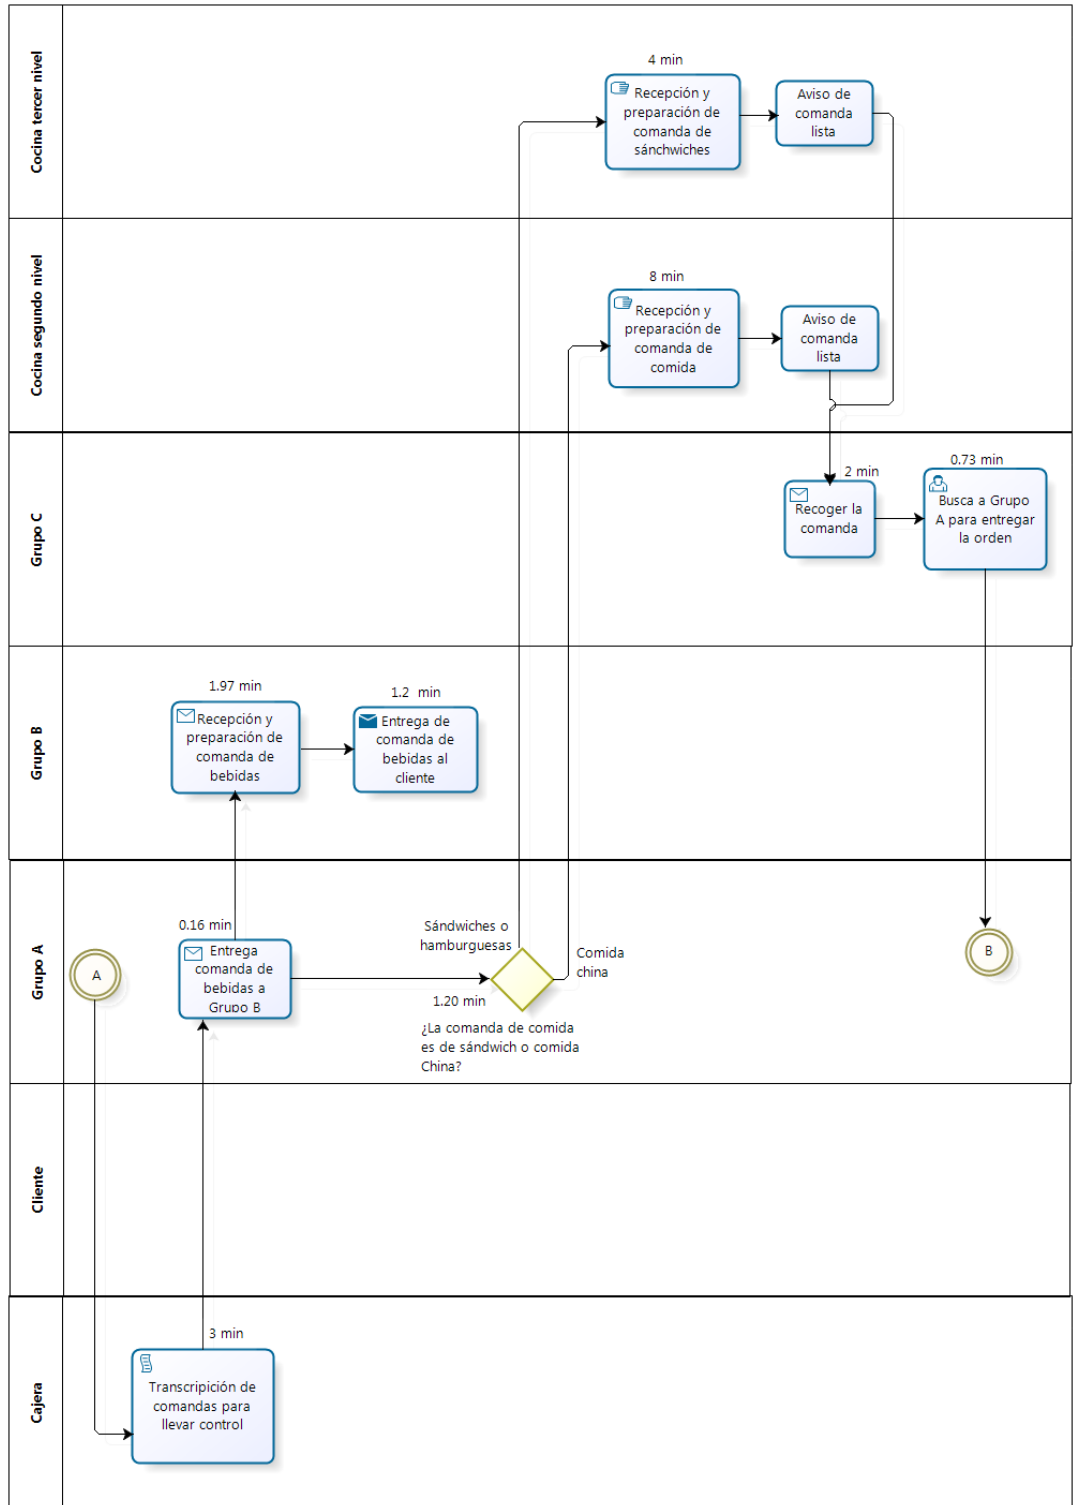 Cocina tercer nivel
4 min
Recepción y
preparación de
comanda de
sánchwiches
Aviso de
comanda
lista
Cocina segundo nivel
8 min
Recepción y
preparación de
comanda de
comida
Aviso de
comanda
lista
Grupo C
2 min
Recoger la
comanda
0.73 min
Busca a Grupo
A para entregar
la orden
Grupo B
1.97 min
Recepción y
preparación de
comanda de
bebidas
1.2 min
Entrega de
comanda de
bebidas al
cliente
Grupo A
A
0.16 min
Entrega
comanda de
bebidas a
Grupo B
Sándwiches o
hamburguesas
Comida
china
1.20 min
¿La comanda de comida
es de sándwich o comida
China?
B
Cliente
Cajera
3 min
Transcripición de
comandas para
llevar control